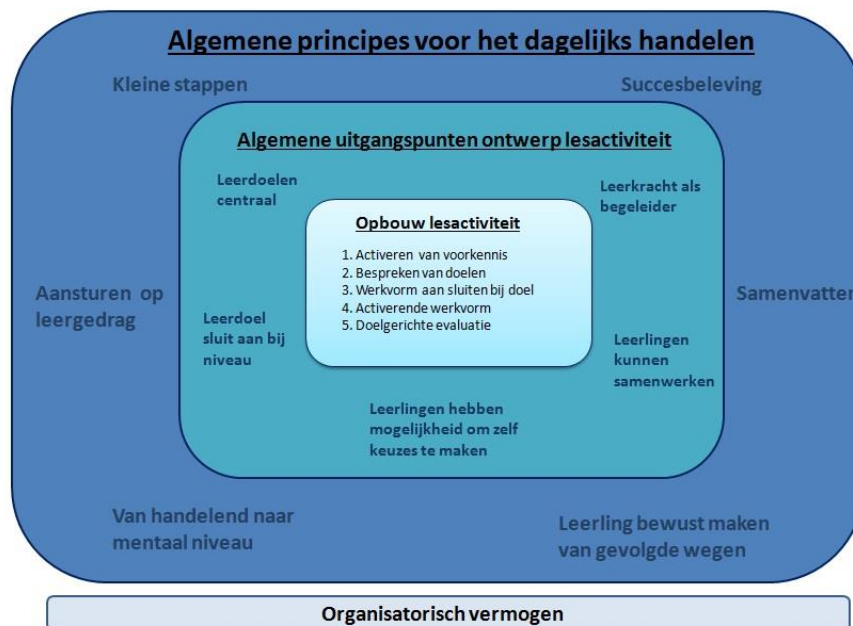 Algemene principes voor het dagelijks handelen
Kleine stappen
Succesbeleving
Algemene uitgangspunten ontwerp lesactiviteit
Leerdoelen
centraal
Leerkracht als
begeleider
Opbouw lesactiviteit
1. Activeren van voorkennis
2. Bespreken van doelen
3. Werkvorm aan sluiten bij doel
4. Activerende werkvorm
5. Doelgerichte evaluatie
Aansturen op
leergedrag
Samenvatten
Leerdoel
sluit aan bij
niveau
Leerlingen
kunnen
samenwerken
Leerlingen hebben
mogelijkheid om zelf
keuzes te maken
Van handelend naar
mentaal niveau
Leerling bewust maken
van gevolgde wegen
Organisatorisch vermogen